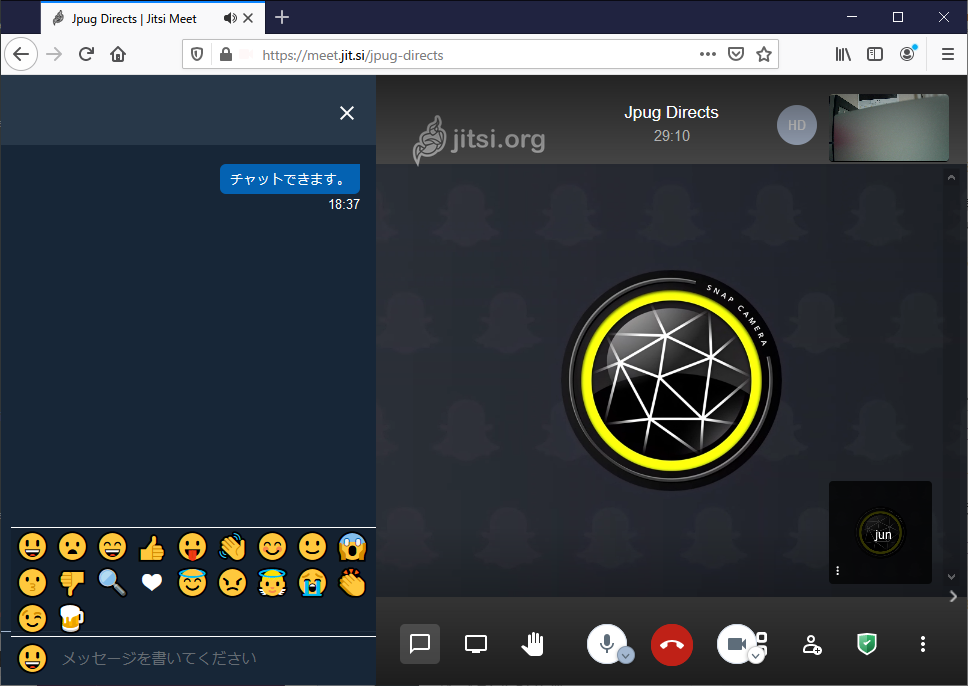 Jpug Directs | Jitsi Meet
https://meet.jit.si/jpug-directs
jitsi.org
Jpug Directs
29:10
HD
チャットできます。
18:37
SNAP CAMERA
jun
メッセージを書いてください